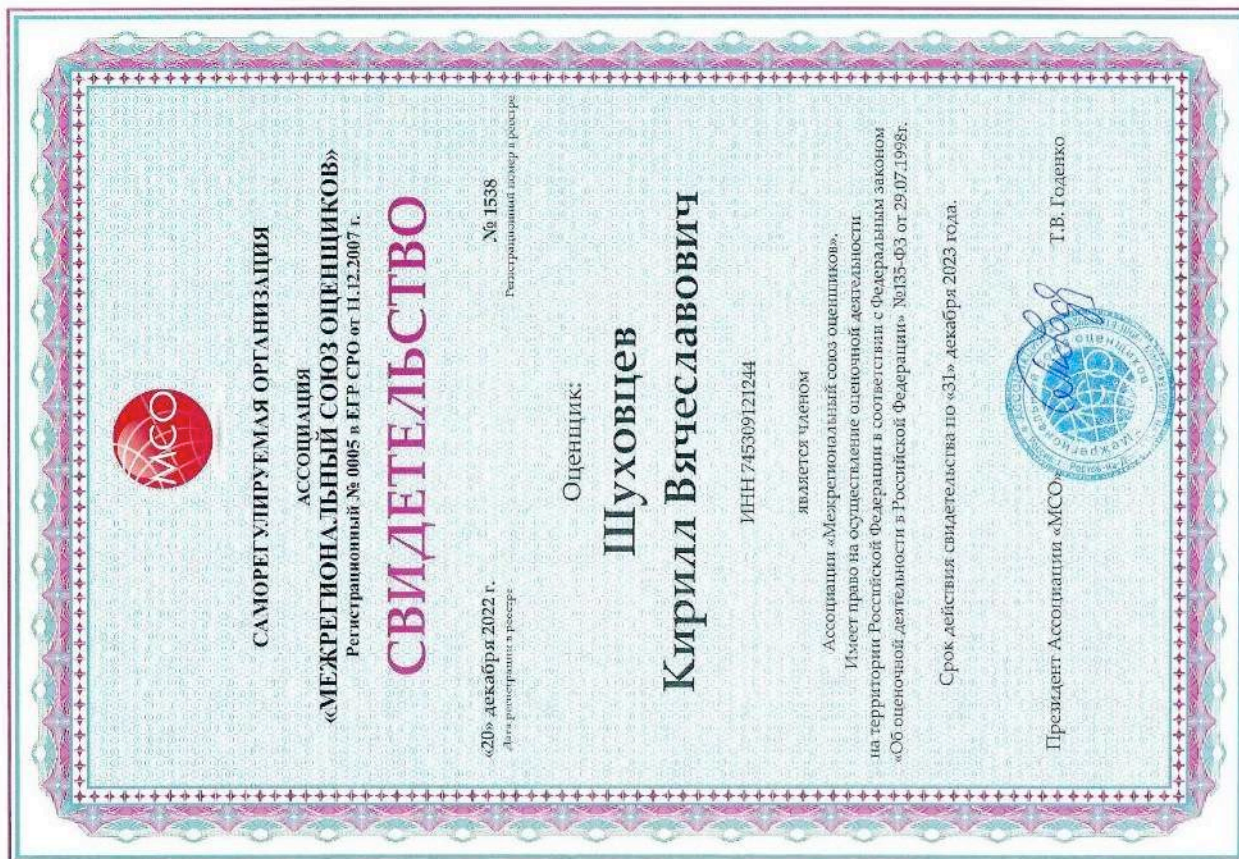 МСО
САМОРЕГУЛИРУЕМАЯ ОРГАНИЗАЦИЯ
АССОЦИАЦИЯ
«МЕЖРЕГИОНАЛЬНЫЙ СОЮЗ ОЦЕНЩИКОВ»
Регистрационный № 0005 в ЕГР СРО от 11.12.2007 г.
СВИДЕТЕЛЬСТВО
«20» декабря 2022 г. № 1538
Дата регистрации в реестре Регистрационный номер в реестре
Оценщик:
Шуховцев
Кирилл Вячеславович
ИНН 745309121244
является членом
Ассоциации «Межрегиональный союз оценщиков».
Имеет право на осуществление оценочной деятельности
на территории Российской Федерации в соответствии с Федеральным законом
«Об оценочной деятельности в Российской Федерации» №135-ФЗ от 29.07.1998г.
Срок действия свидетельства по «31» декабря 2023 года.
Президент Ассоциации «МСО» Т.В. Годенко